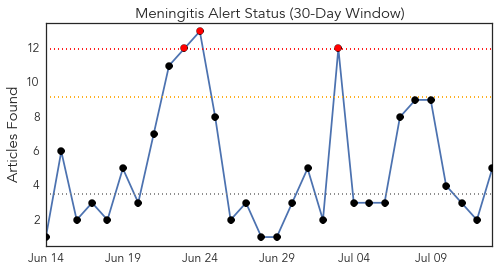 Meningitis Alert Status (30-Day Window)
Articles Found
12
10
8
6
4
2
Jun 14 Jun 19 Jun 24 Jun 29 Jul 04 Jul 09